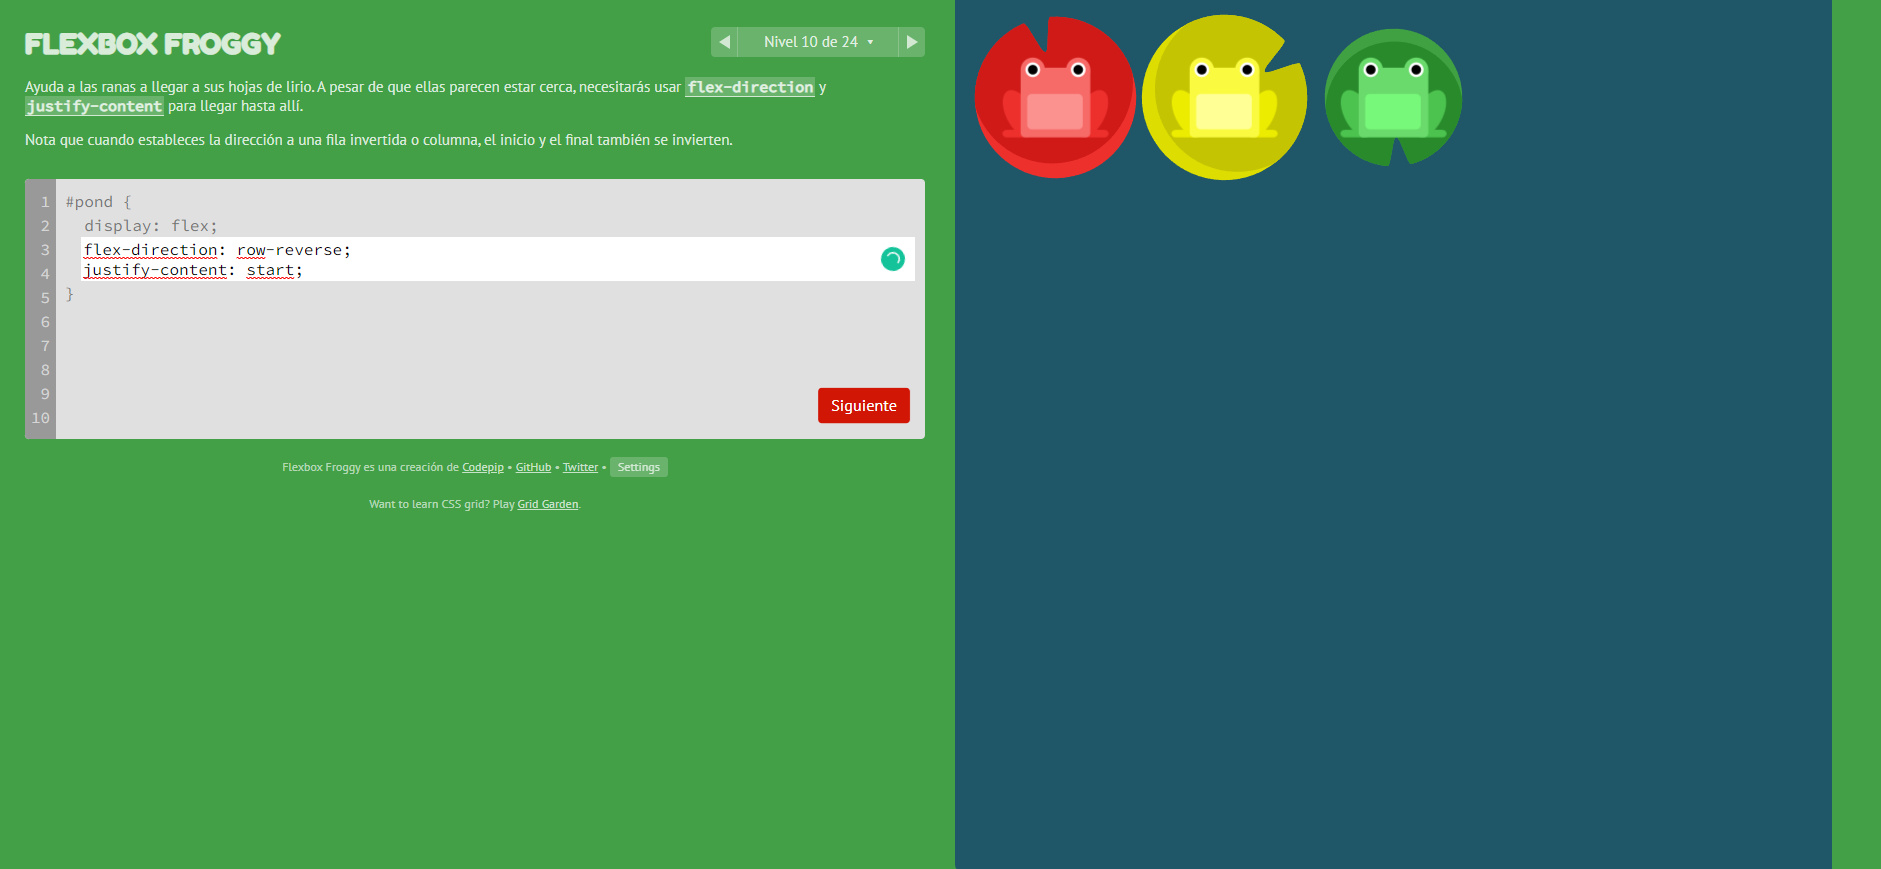 FLEXBOX FROGGY
Nivel 10 de 24
Ayuda a las ranas a llegar a sus hojas de lirio. A pesar de que ellas parecen estar cerca, necesitarás usar flex-direction y
justify-content para llegar hasta allí.
Nota que cuando estableces la dirección a una fila invertida o columna, el inicio y el final también se invierten.
1 #pond {
2 display: flex;
3 flex-direction: row-reverse;
4 justify-content: start;
5 }
6
7
8
9
10
Siguiente
Flexbox Froggy es una creación de Codepip • GitHub • Twitter • Settings
Want to learn CSS grid? Play Grid Garden.